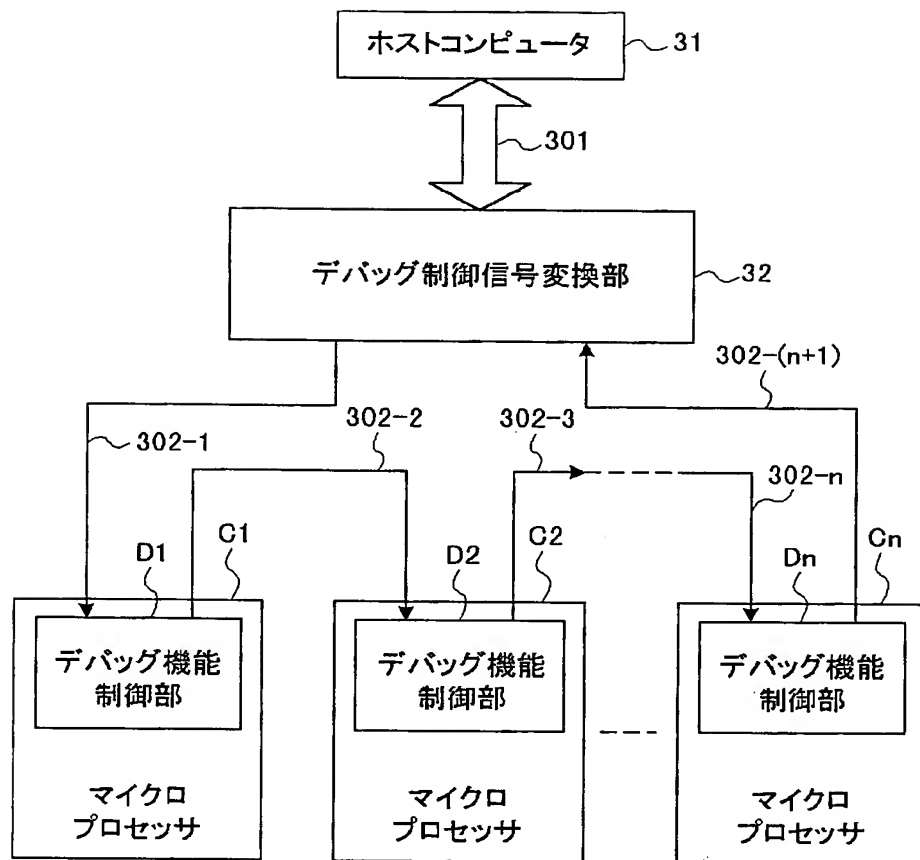 ホストコンピュータ
31
301
デバッグ制御信号変換部
32
302-(n+1)
302-1
302-2
302-3
302-n
D1
C1
D2
C2
Dn
Cn
デバッグ機能
制御部
デバッグ機能
制御部
デバッグ機能
制御部
マイクロ
プロセッサ
マイクロ
プロセッサ
マイクロ
プロセッサ